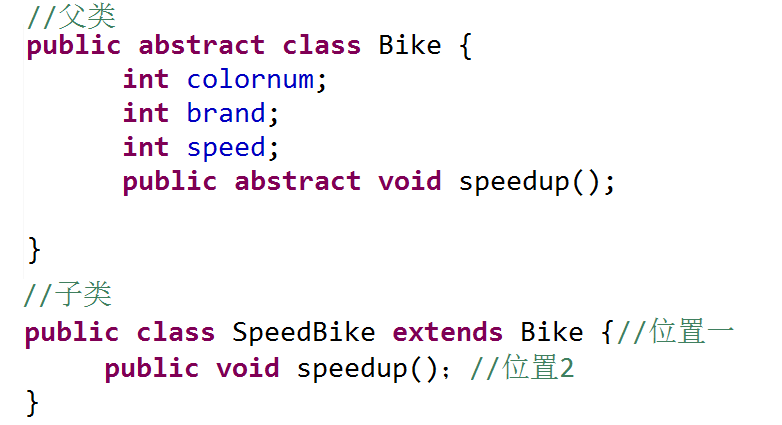 //父类
public abstract class Bike {
int colornum;
int brand;
int speed;
public abstract void speedup();
}
//子类
public class SpeedBike extends Bike {//位置一
public void speedup(); //位置2
}